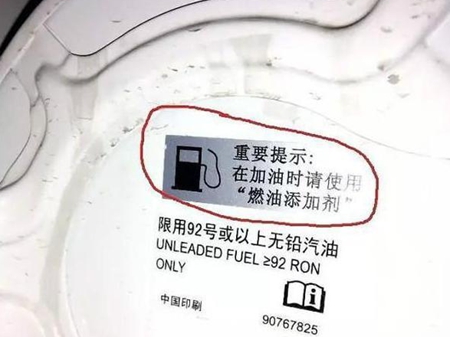 重要提示:
在加油时请使用
“燃油添加剂”
限用92号或以上无铅汽油
UNLEADED FUEL ≥92 RON
ONLY
中国印刷
90767825